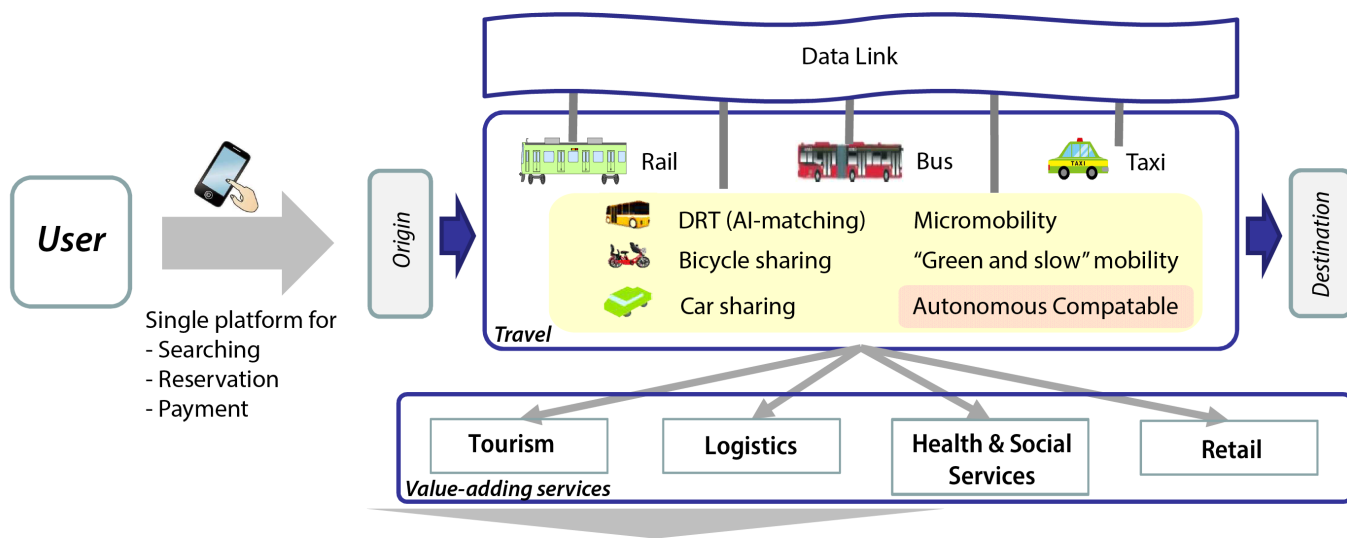 Data Link
Rail
Bus
TAXI
Taxi
User
Origin
DRT (AI-matching)
Micromobility
Bicycle sharing
“Green and slow” mobility
Car sharing
Autonomous Compatable
Travel
Destination
Single platform for
- Searching
- Reservation
- Payment
Tourism
Logistics
Health & Social
Services
Retail
Value-adding services